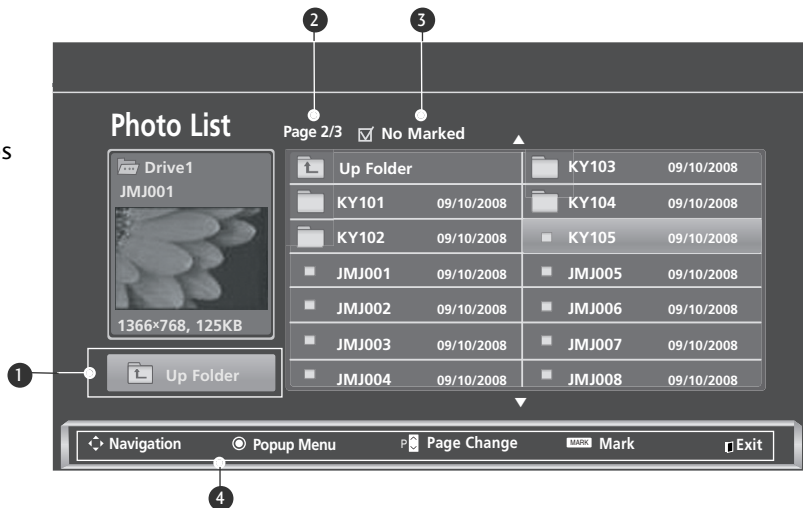 2 3
Photo List Page 2/3 No Marked
s
Drive1
JMJ001
1366×768, 125KB
1
Up Folder
Up Folder
KY101 09/10/2008
KY102 09/10/2008
JMJ001 09/10/2008
JMJ002 09/10/2008
JMJ003 09/10/2008
JMJ004 09/10/2008
KY103 09/10/2008
KY104 09/10/2008
KY105 09/10/2008
JMJ005 09/10/2008
JMJ006 09/10/2008
JMJ007 09/10/2008
JMJ008 09/10/2008
Navigation Popup Menu P Page Change MARK Mark Exit
4